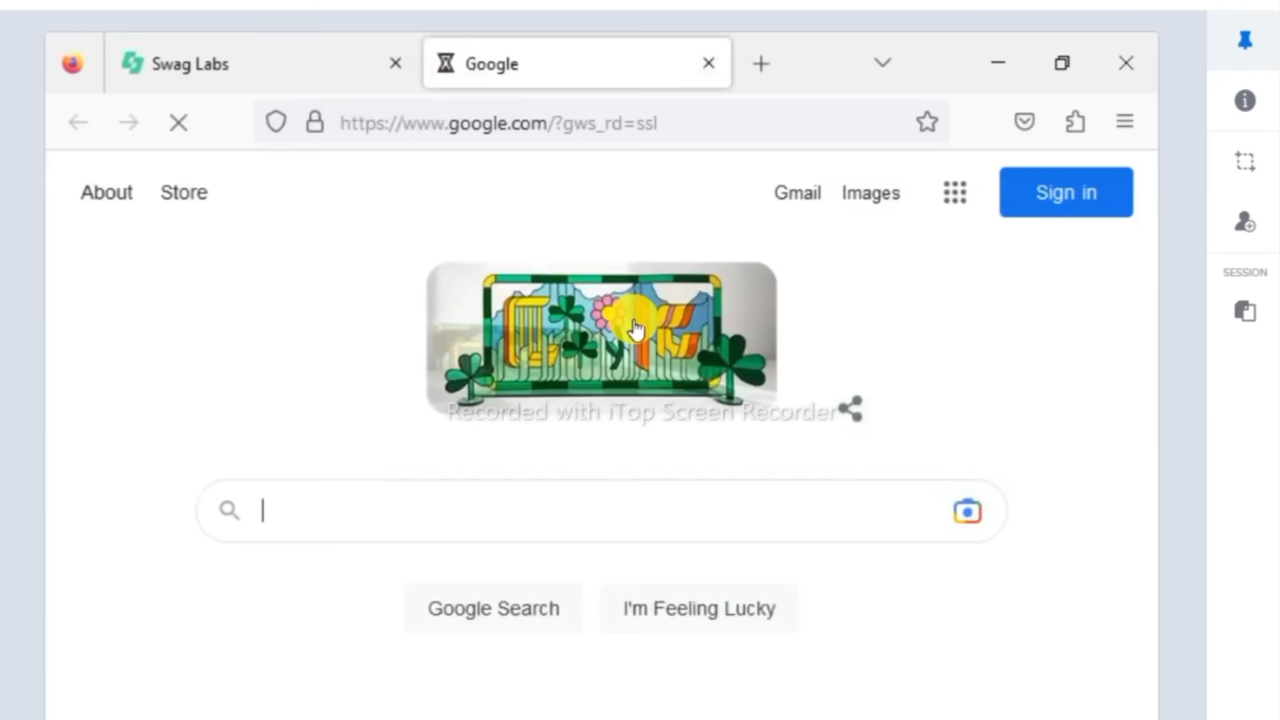 Swag Labs
Google
https://www.google.com/?gws_rd=ssl
About Store
Gmail Images
Sign in
SESSION
Recorded with iTop Screen Recorder
Google Search
I'm Feeling Lucky